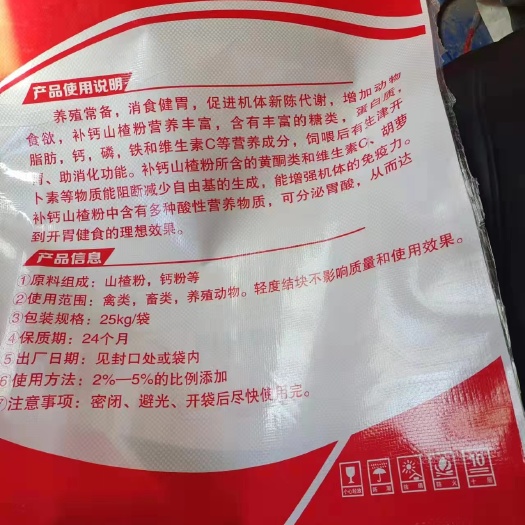 产品使用说明
养殖常备，消食健胃，促进机体新陈代谢，增加动物
食欲，补钙山楂粉营养丰富，含有丰富的糖类，蛋白质，
脂肪，钙，磷，铁和维生素C等营养成分，饲喂后有生津开
胃、助消化功能。补钙山楂粉所含的黄酮类和维生素C、胡萝
卜素等物质能阻断减少自由基的生成，能增强机体的免疫力。
补钙山楂粉中含有多种酸性营养物质，可分泌胃酸，从而达
到开胃健食的理想效果。
产品信息
①原料组成：山楂粉，钙粉等
②使用范围：禽类，畜类，养殖动物。轻度结块不影响质量和使用效果。
③包装规格：25kg/袋
4保质期：24个月
5出厂日期：见封口处或袋内
6使用方法：2%—5%的比例添加
⑦注意事项：密闭、避光、开袋后尽快使用完。
10